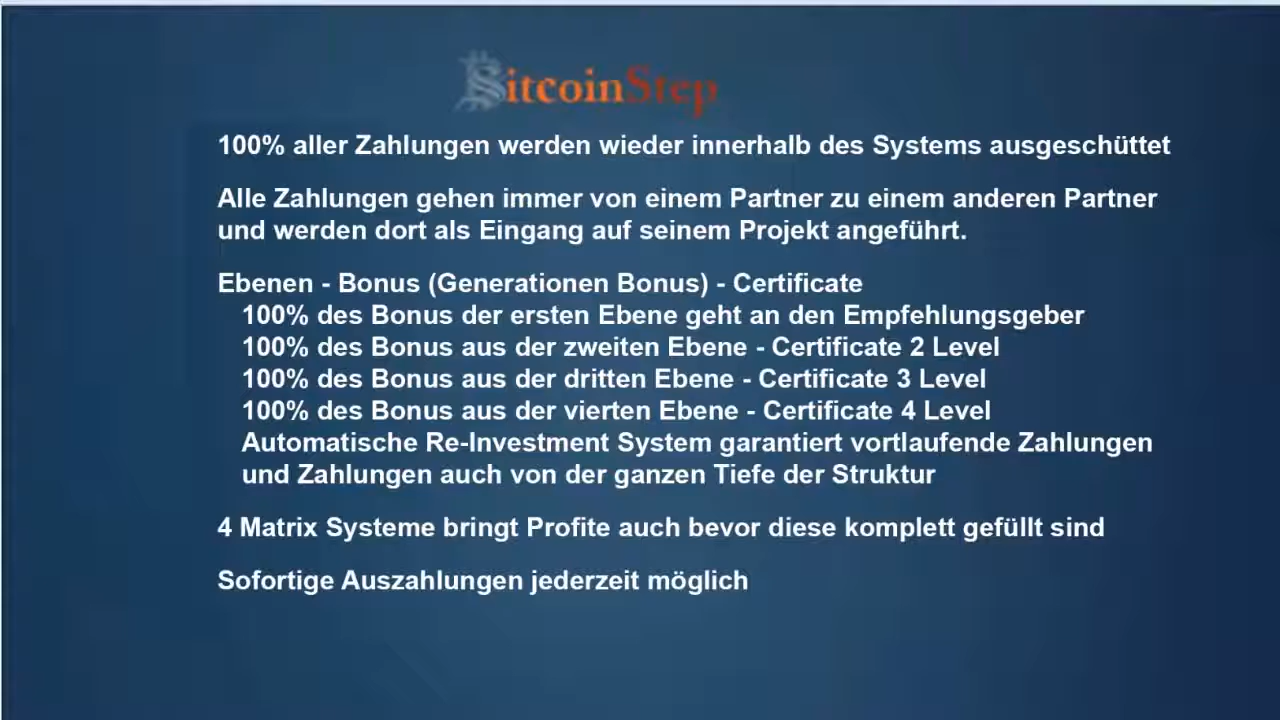 BitcoinStep
100% aller Zahlungen werden wieder innerhalb des Systems ausgeschüttet
Alle Zahlungen gehen immer von einem Partner zu einem anderen Partner
und werden dort als Eingang auf seinem Projekt angeführt.
Ebenen - Bonus (Generationen Bonus) - Certificate
100% des Bonus der ersten Ebene geht an den Empfehlungsgeber
100% des Bonus aus der zweiten Ebene - Certificate 2 Level
100% des Bonus aus der dritten Ebene - Certificate 3 Level
100% des Bonus aus der vierten Ebene - Certificate 4 Level
Automatische Re-Investment System garantiert vortlaufende Zahlungen
und Zahlungen auch von der ganzen Tiefe der Struktur
4 Matrix Systeme bringt Profite auch bevor diese komplett gefüllt sind
Sofortige Auszahlungen jederzeit möglich